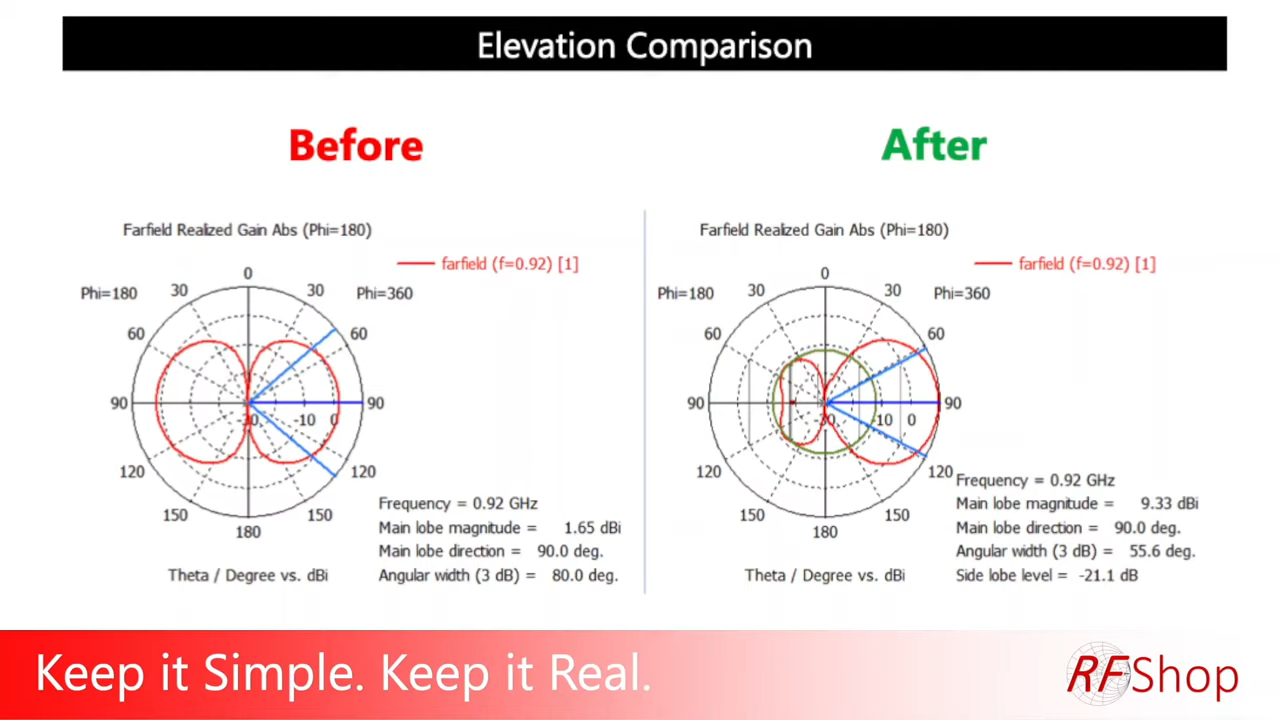 Elevation Comparison
Before
After
Farfield Realized Gain Abs (Phi=180)
farfield (f=0.92) [1]
0
Phi=180
30
30
Phi=360
60
60
90
-10
0
90
120
120
150
150
180
Frequency = 0.92 GHz
Main lobe magnitude = 1.65 dBi
Main lobe direction = 90.0 deg.
Theta / Degree vs. dBi
Angular width (3 dB) = 80.0 deg.
Farfield Realized Gain Abs (Phi=180)
farfield (f=0.92) [1]
0
Phi=180
30
30
Phi=360
60
60
90
-10
0
90
120
120
150
150
180
Frequency = 0.92 GHz
Main lobe magnitude = 9.33 dBi
Main lobe direction = 90.0 deg.
Angular width (3 dB) = 55.6 deg.
Theta / Degree vs. dBi
Side lobe level = -21.1 dB
Keep it Simple. Keep it Real.
RFShop